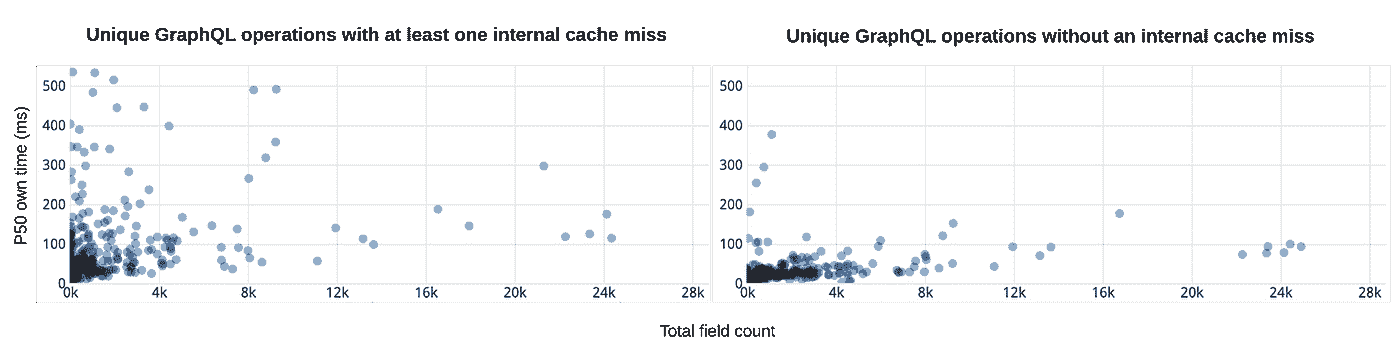 Unique GraphQL operations with at least one internal cache miss
Unique GraphQL operations without an internal cache miss
P50 own time (ms)
500
400
300
200
100
0
0k 4k 8k 12k 16k 20k 24k 28k
500
400
300
200
100
0
0k 4k 8k 12k 16k 20k 24k 28k
Total field count